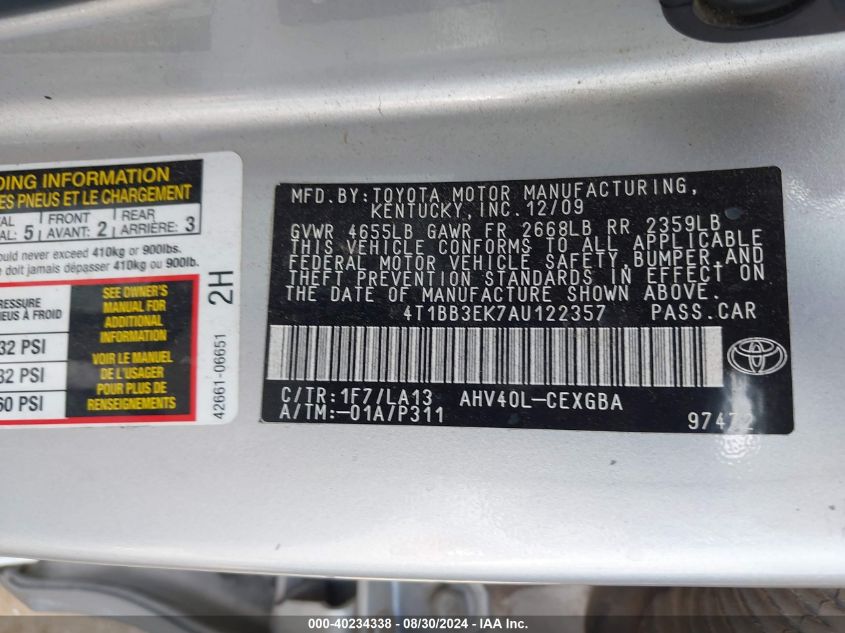 DING INFORMATION
ES PNEUS ET LE CHARGEMENT
FRONT REAR
AL: 5 AVANT: 2 ARRIÈRE: 3
ould never exceed 410kg or 900lbs.
e doit jamais dépasser 410kg ou 900lb.
PRESSURE
NEUS À FROID
32 PSI
32 PSI
60 PSI
SEE OWNER'S
MANUAL FOR
ADDITIONAL
INFORMATION
VOIR LE MANUEL
DE L'USAGER
POUR PLUS DE
RENSEIGNEMENTS
42661-06651
2H
MFD.BY:TOYOTA MOTOR MANUFACTURING,
KENTUCKY,INC.12/09
GVWR 4655LB GAWR FR 2668LB RR 2359LB
THIS VEHICLE CONFORMS TO ALL APPLICABLE
FEDERAL MOTOR VEHICLE SAFETY,BUMPER,AND
THEFT PREVENTION STANDARDS IN EFFECT ON
THE DATE OF MANUFACTURE SHOWN ABOVE.
4T1BB3EK7AU122357 PASS.CAR
C/TR:1F7/LA13 AHV40L-CEXGBA
A/TM:-01A/P311
97472
000-40234338 - 08/30/2024 - IAA Inc.